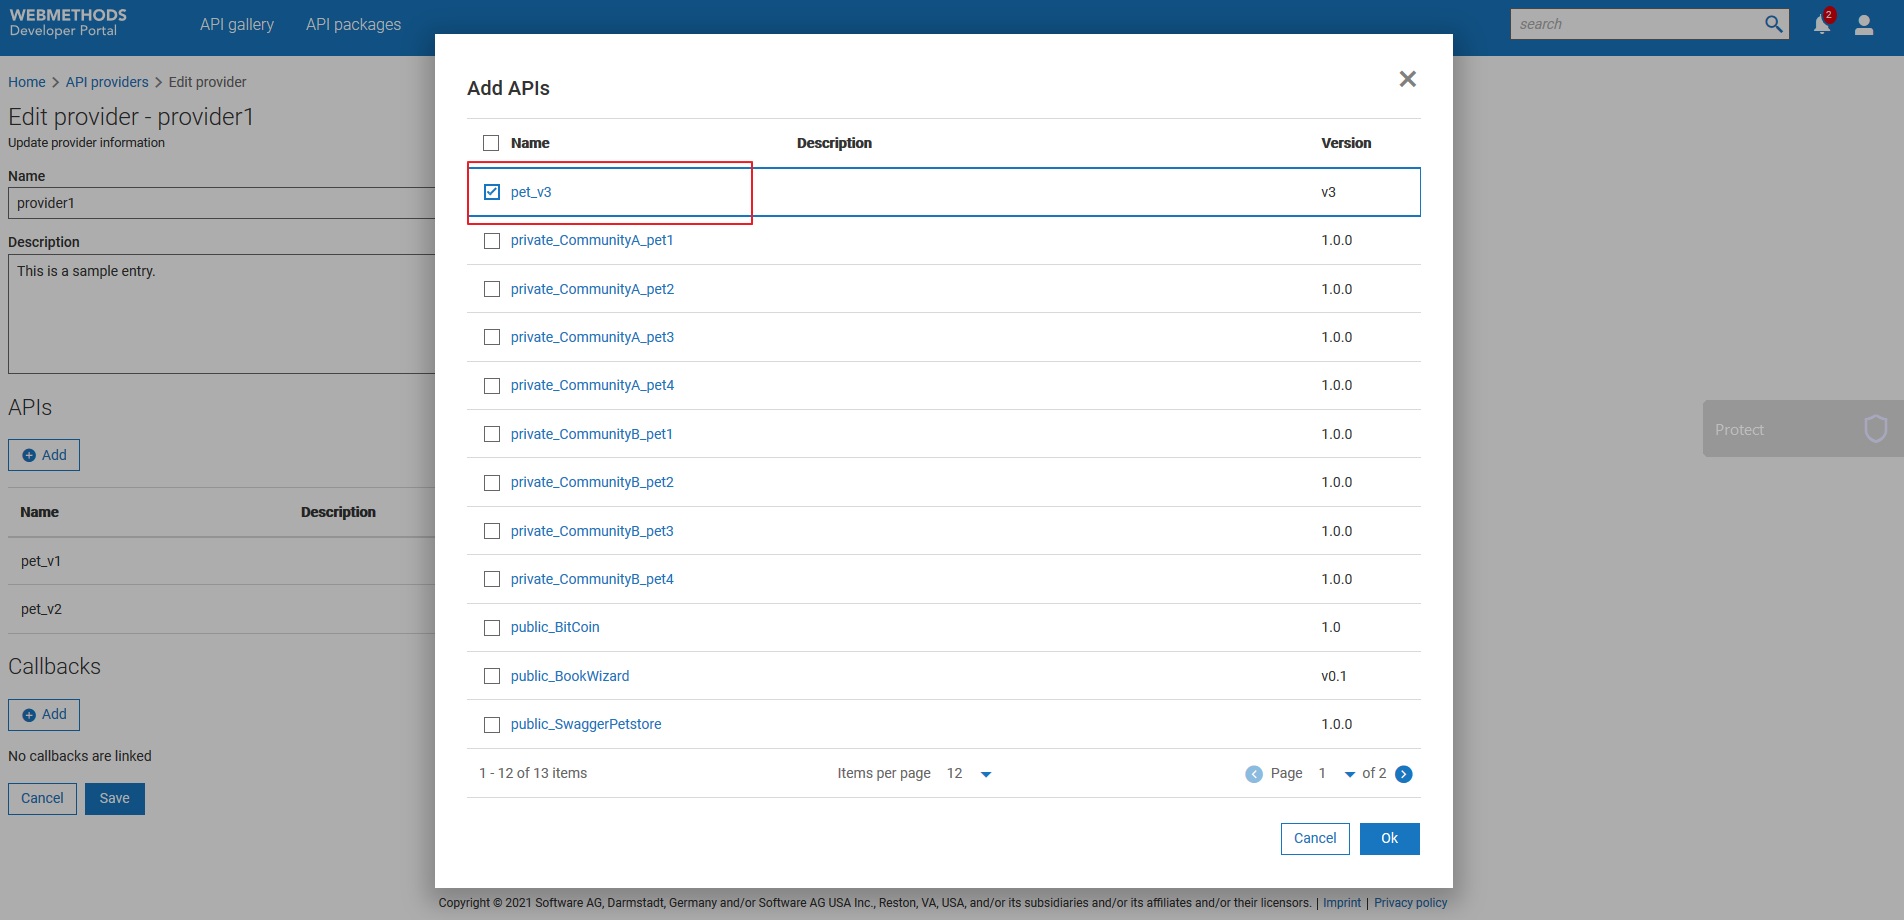 WEBMETHODS
Developer Portal
API gallery
API packages
search
2
Home > API providers > Edit provider
Edit provider - provider1
Update provider information
Name
provider1
Description
This is a sample entry.
APIs
Add
Name Description
pet_v1
pet_v2
Callbacks
Add
No callbacks are linked
Cancel Save
Add APIs
Name Description Version
pet_v3 v3
private_CommunityA_pet1 1.0.0
private_CommunityA_pet2 1.0.0
private_CommunityA_pet3 1.0.0
private_CommunityA_pet4 1.0.0
private_CommunityB_pet1 1.0.0
private_CommunityB_pet2 1.0.0
private_CommunityB_pet3 1.0.0
private_CommunityB_pet4 1.0.0
public_BitCoin 1.0
public_BookWizard v0.1
public_SwaggerPetstore 1.0.0
1 - 12 of 13 items Items per page 12 Page 1 of 2
Cancel Ok
Protect
Copyright © 2021 Software AG, Darmstadt, Germany and/or Software AG USA Inc., Reston, VA, USA, and/or its subsidiaries and/or its affiliates and/or their licensors. | Imprint | Privacy policy